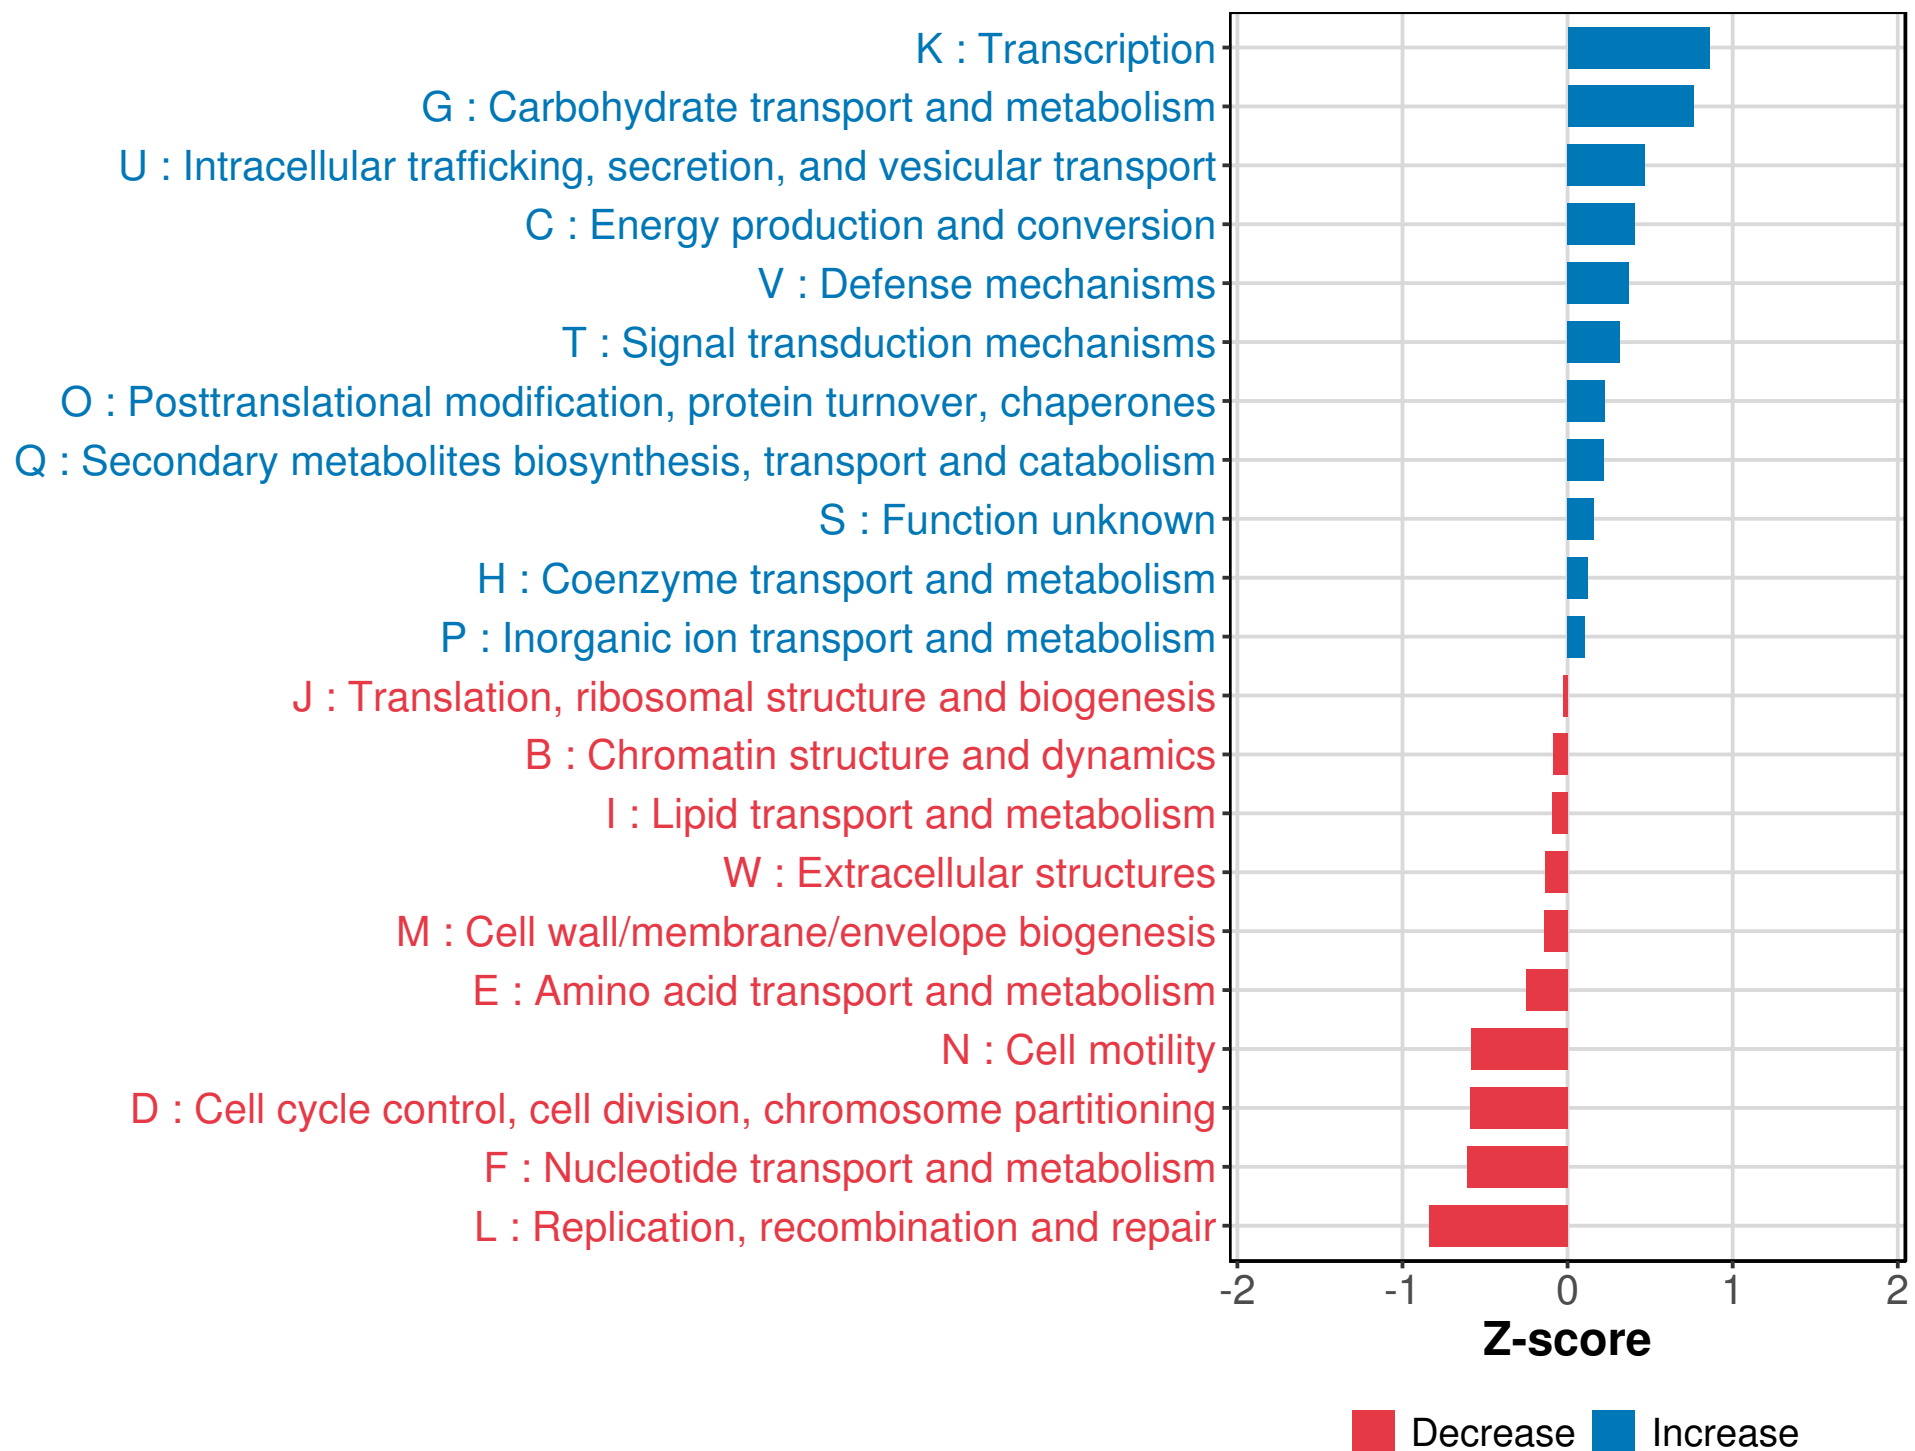 K : Transcription
G : Carbohydrate transport and metabolism
U : Intracellular trafficking, secretion, and vesicular transport
C : Energy production and conversion
V : Defense mechanisms
T : Signal transduction mechanisms
O : Posttranslational modification, protein turnover, chaperones
Q : Secondary metabolites biosynthesis, transport and catabolism
S : Function unknown
H : Coenzyme transport and metabolism
P : Inorganic ion transport and metabolism
J : Translation, ribosomal structure and biogenesis
B : Chromatin structure and dynamics
I : Lipid transport and metabolism
W : Extracellular structures
M : Cell wall/membrane/envelope biogenesis
E : Amino acid transport and metabolism
N : Cell motility
D : Cell cycle control, cell division, chromosome partitioning
F : Nucleotide transport and metabolism
L : Replication, recombination and repair
-2 -1 0 1 2
Z-score
Decrease Increase